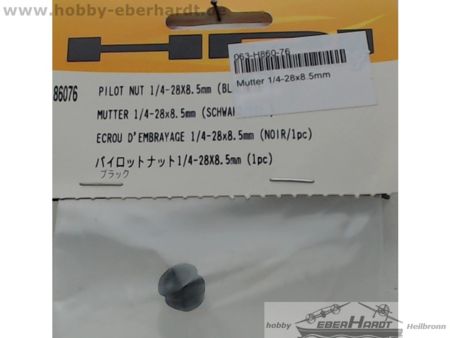 www.hobby-eberhardt.de
HPI
063-H860-76
Mutter 1/4-28x8.5mm
86076
PILOT NUT 1/4-28X8.5mm (BL
MUTTER 1/4-28x8.5mm (SCHWA
ECROU D'EMBRAYAGE 1/4-28x8.5mm (NOIR/1pc)
パイロットナット1/4-28X8.5mm (1pc)
ブラック
hobby EBERHARDT Heilbronn